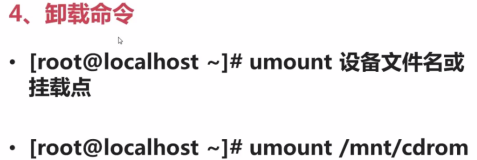 4、卸载命令
• [root@localhost ~]# umount 设备文件名或
挂载点
• [root@localhost ~]# umount /mnt/cdrom